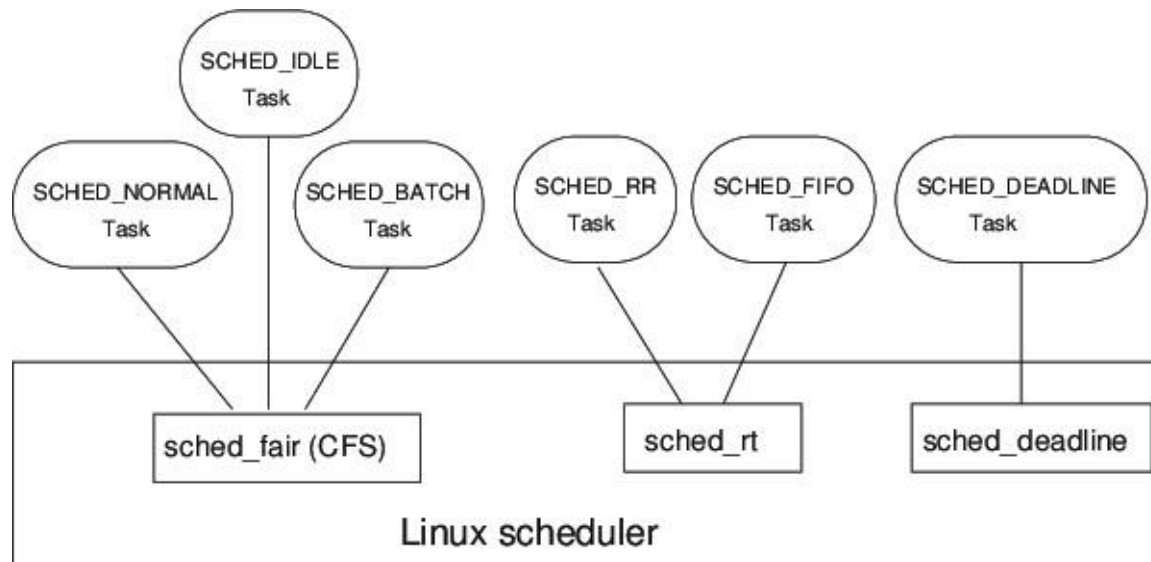 SCHED_IDLE
Task
SCHED_NORMAL
Task
SCHED_BATCH
Task
SCHED_RR
Task
SCHED_FIFO
Task
SCHED_DEADLINE
Task
sched_fair (CFS)
sched_rt
sched_deadline
Linux scheduler